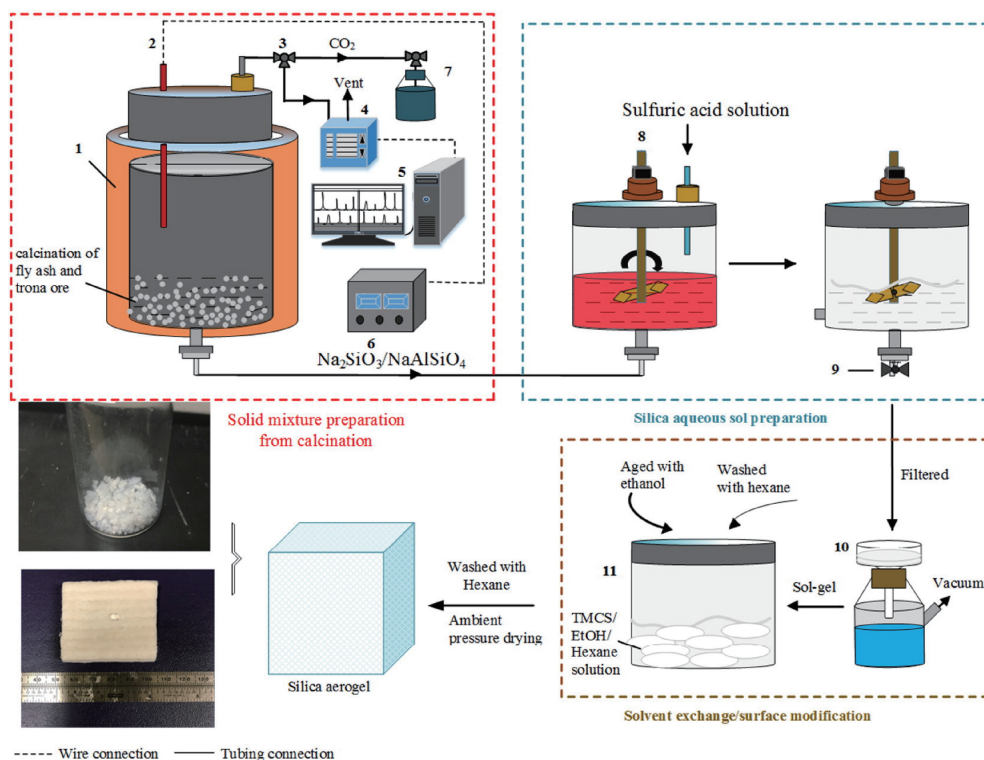 2
3
CO₂
7
Vent
4
1
5
calcination of
fly ash and
trona ore
6
Na₂SiO₃/NaAlSiO₄
Solid mixture preparation
from calcination
Sulfuric acid solution
8
9
Silica aqueous sol preparation
Filtered
Aged with
ethanol
Washed
with hexane
10
11
Vacuum
Sol-gel
TMCS/
EtOH/
Hexane
solution
Solvent exchange/surface modification
Washed with
Hexane
Ambient
pressure drying
Silica aerogel
Wire connection
Tubing connection